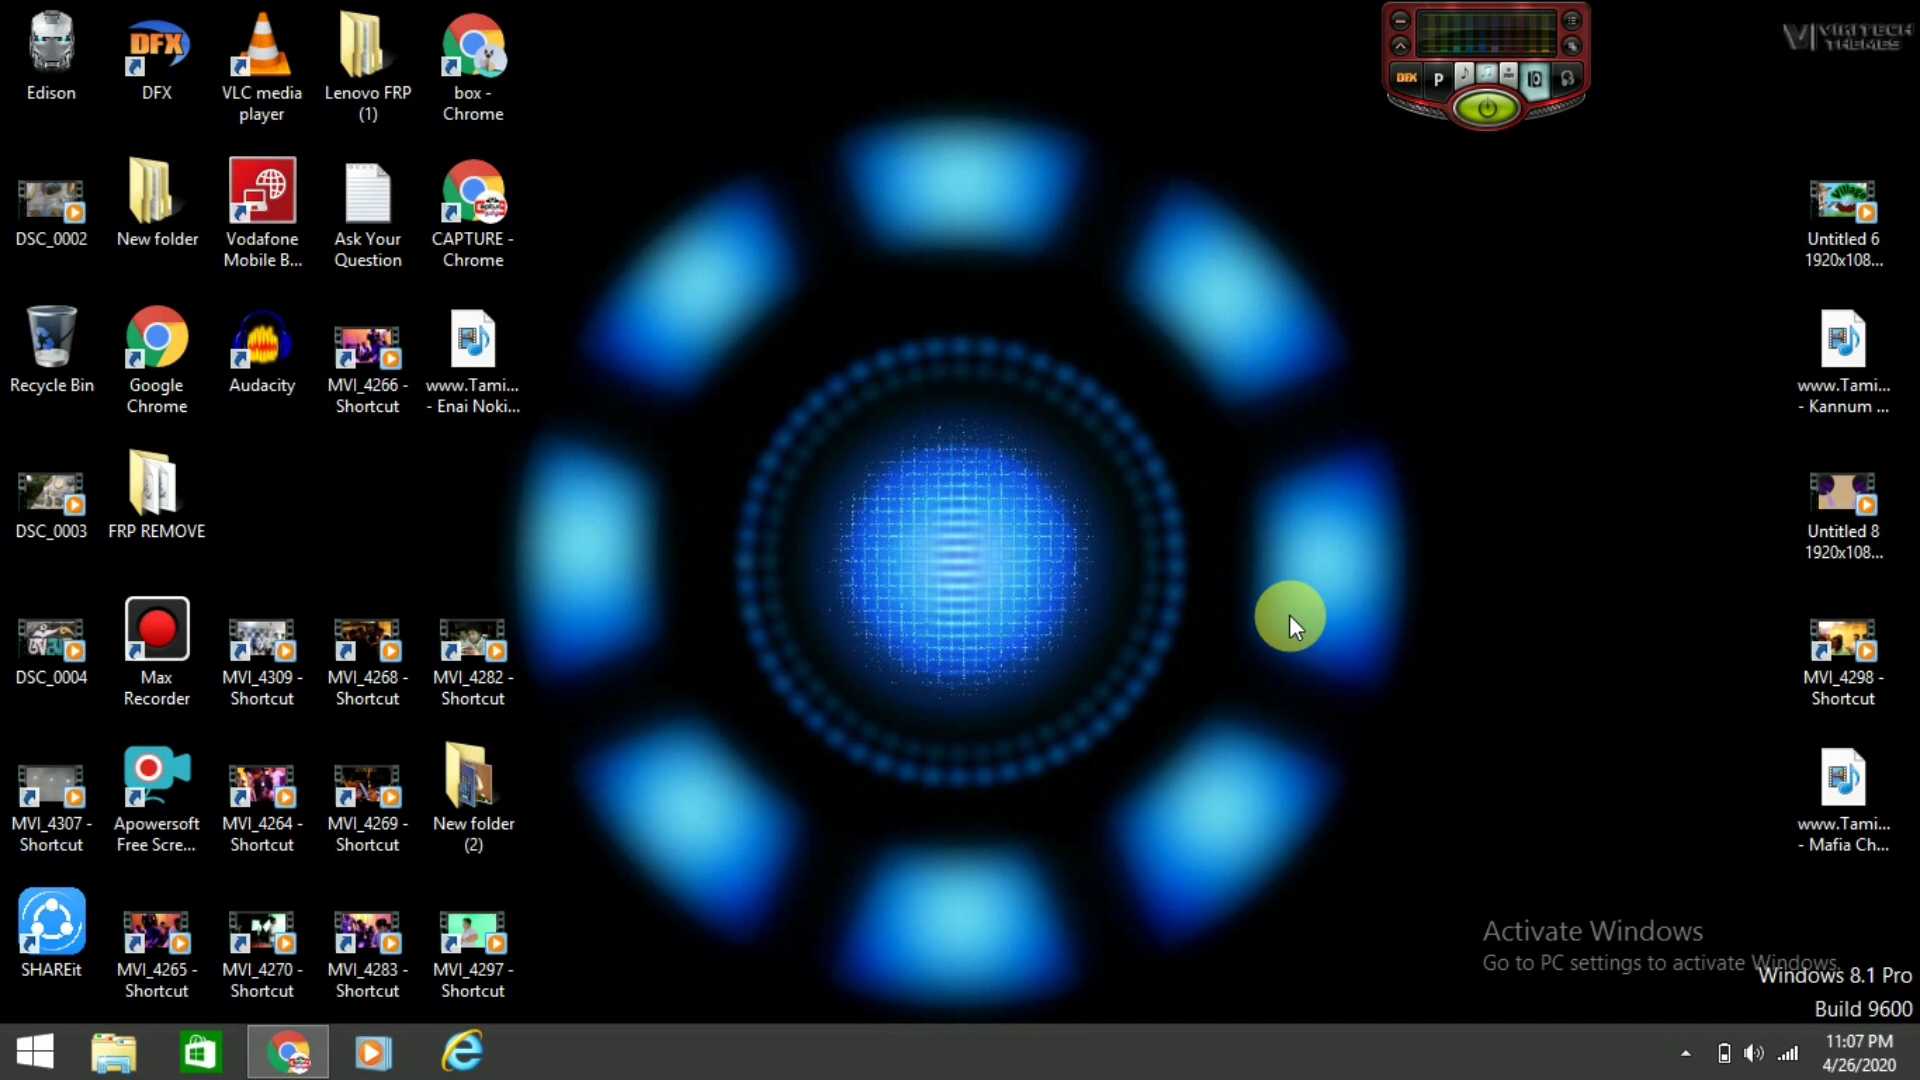 Edison
DFX
VLC media
player
Lenovo FRP
(1)
box -
Chrome
DFX
DFX
P
VIKITECH
THEMES
DSC_0002
New folder
Vodafone
Mobile B...
Ask Your
Question
CAPTURE -
Chrome
Untitled 6
1920x108...
Recycle Bin
Google
Chrome
Audacity
MVI_4266 -
Shortcut
www.Tami...
- Enai Noki...
www.Tami...
- Kannum ...
DSC_0003
FRP REMOVE
Untitled 8
1920x108...
DSC_0004
Max
Recorder
MVI_4309 -
Shortcut
MVI_4268 -
Shortcut
MVI_4282 -
Shortcut
MVI_4298 -
Shortcut
MVI_4307 -
Shortcut
Apowersoft
Free Scre...
MVI_4264 -
Shortcut
MVI_4269 -
Shortcut
New folder
(2)
www.Tami...
- Mafia Ch...
SHAREit
MVI_4265 -
Shortcut
MVI_4270 -
Shortcut
MVI_4283 -
Shortcut
MVI_4297 -
Shortcut
Activate Windows
Go to PC settings to activate Windows.
Windows 8.1 Pro
Build 9600
11:07 PM
4/26/2020